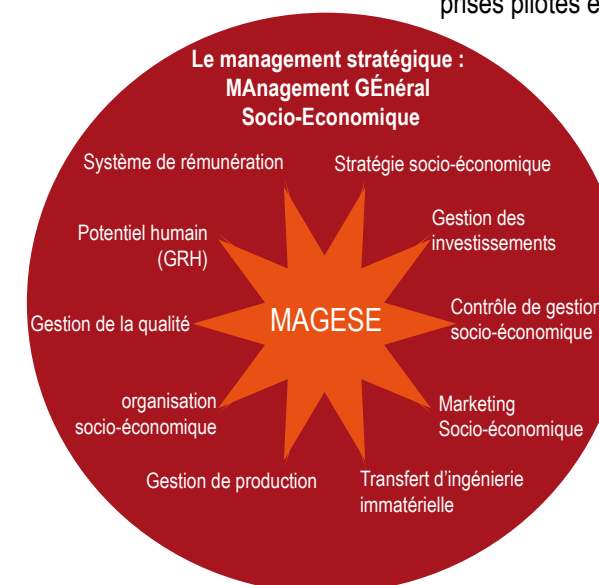 prises pilotes e
Le management stratégique :
MAnagement GÉnéral
Socio-Economique
Système de rémunération
Stratégie socio-économique
Potentiel humain
(GRH)
Gestion des
investissements
Gestion de la qualité
MAGESE
Contrôle de gestion
socio-économique
organisation
socio-économique
Marketing
Socio-économique
Gestion de production
Transfert d'ingénierie
immatérielle